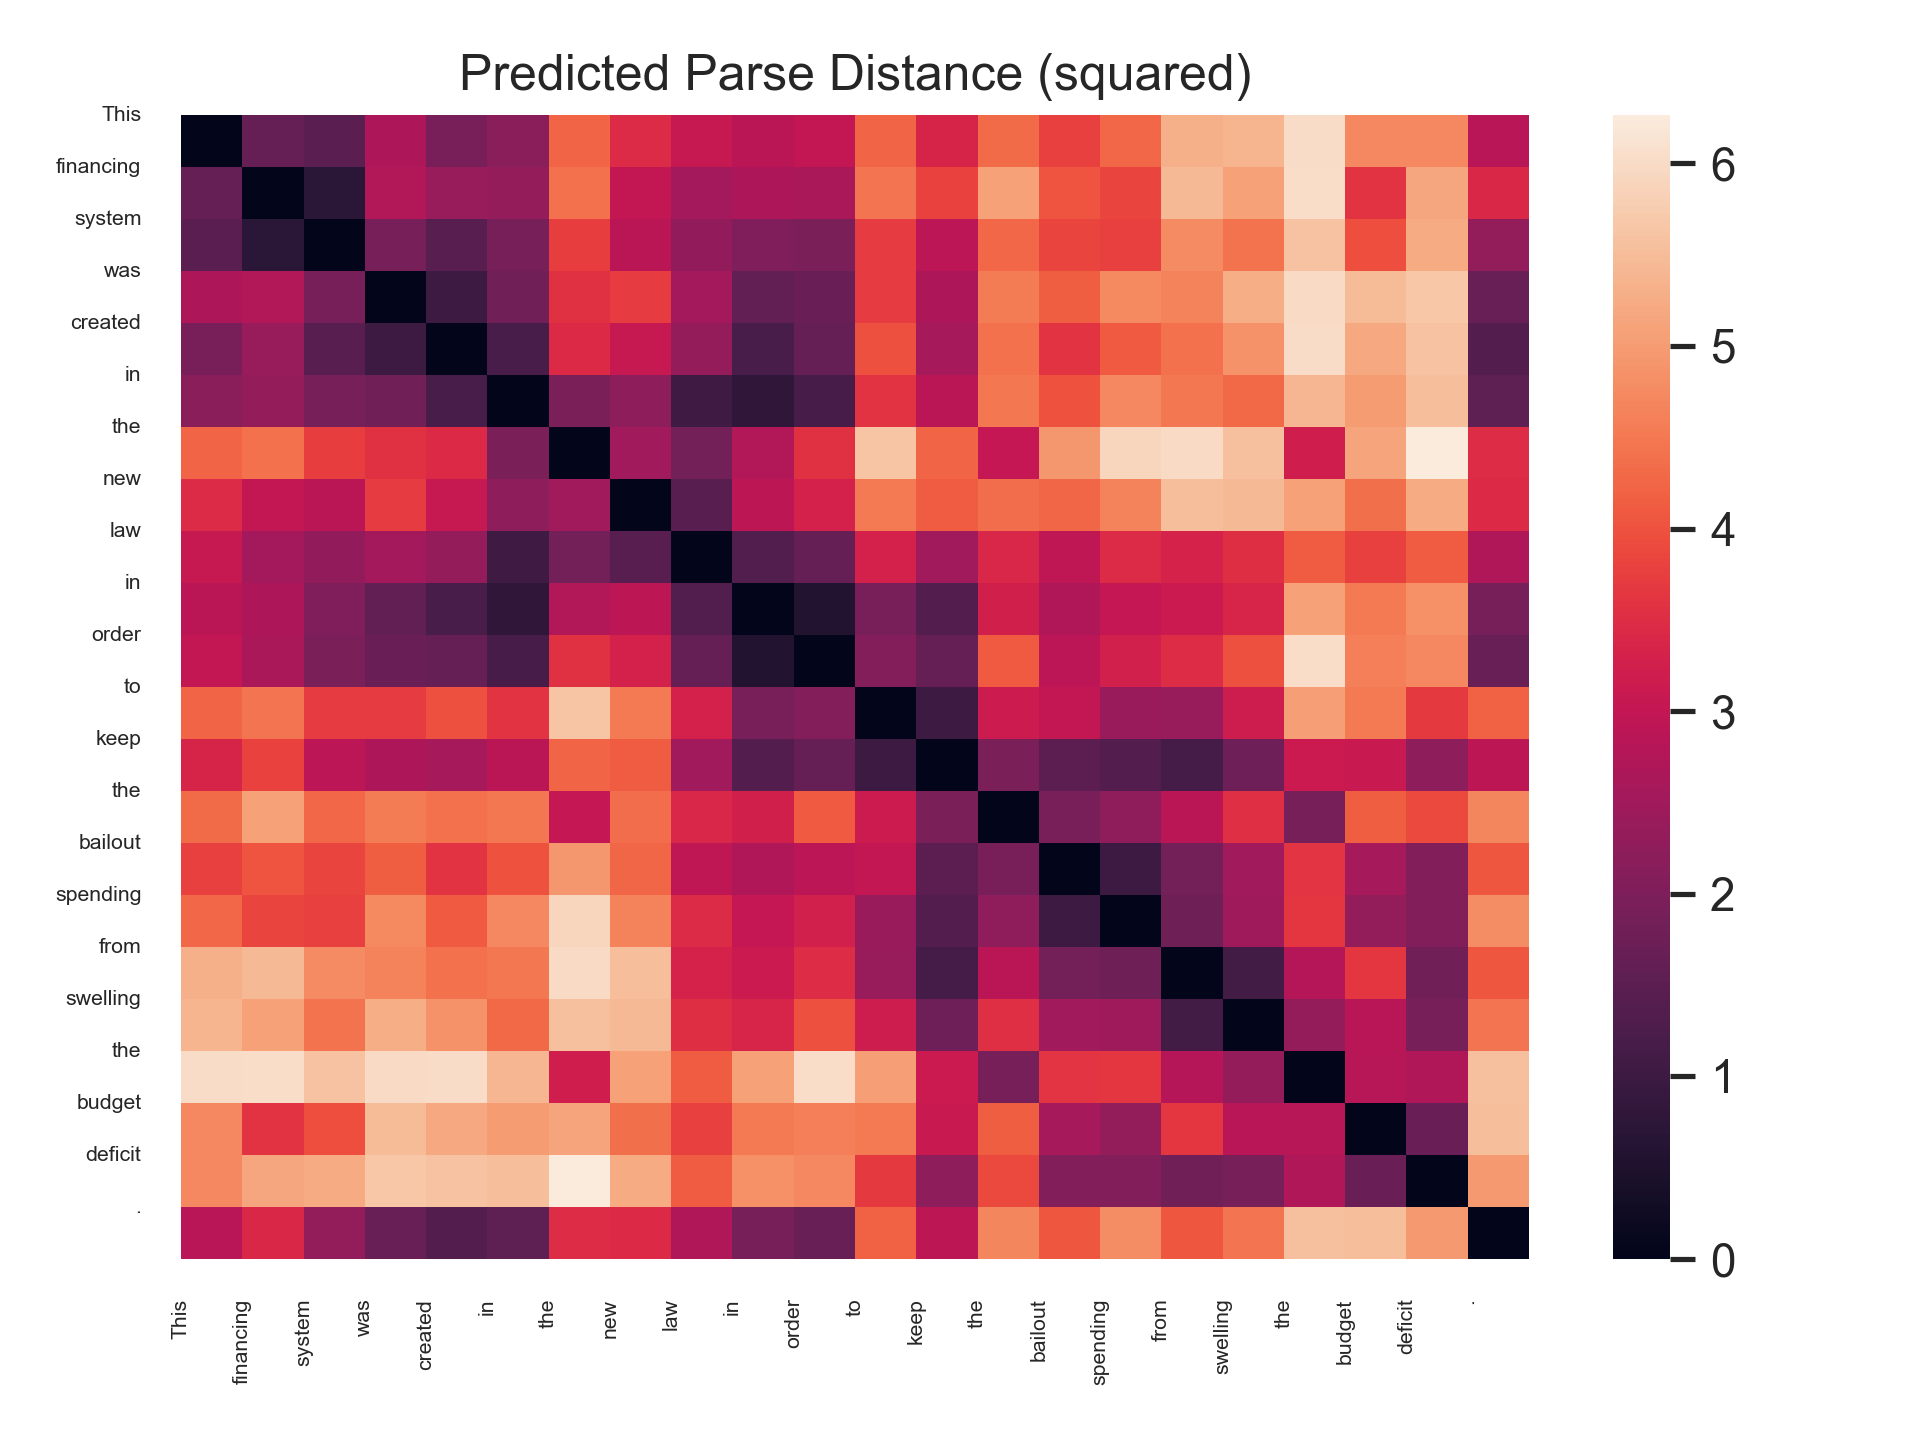 Predicted Parse Distance (squared)
This
financing
system
was
created
in
the
new
law
in
order
to
keep
the
bailout
spending
from
swelling
the
budget
deficit
.
This
financing
system
was
created
in
the
new
law
in
order
to
keep
the
bailout
spending
from
swelling
the
budget
deficit
.
6
5
4
3
2
1
0